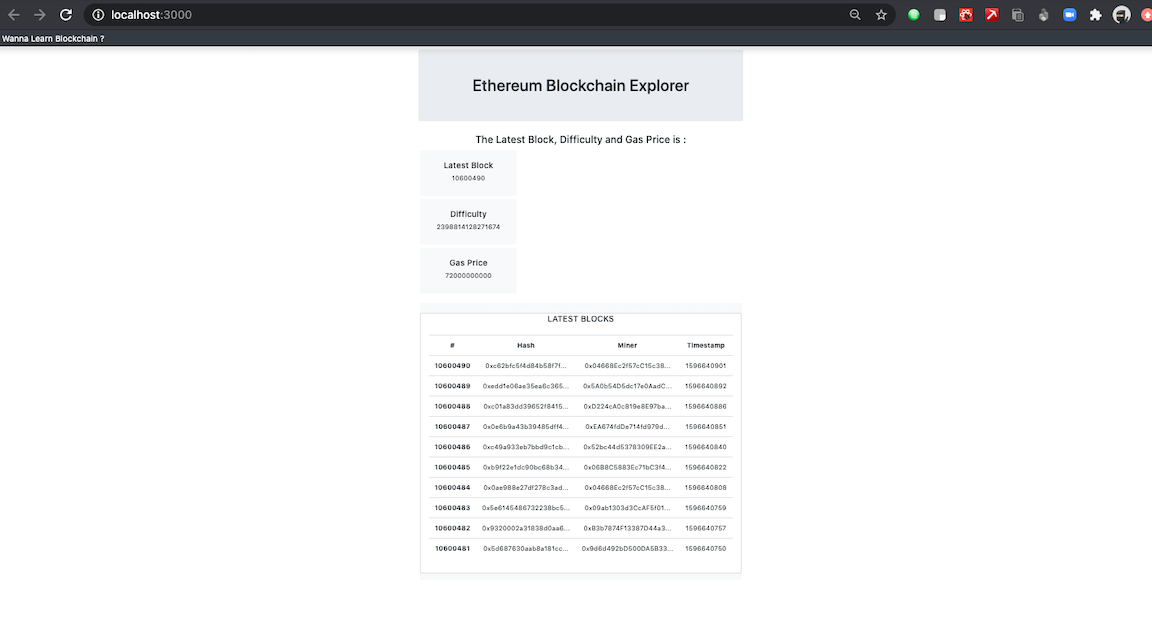 localhost:3000
Wanna Learn Blockchain ?
Ethereum Blockchain Explorer
The Latest Block, Difficulty and Gas Price is :
Latest Block
10600490
Difficulty
2398814128271674
Gas Price
72000000000
LATEST BLOCKS
# Hash Miner Timestamp
10600490 0xc62bfc5f4d84b58f7f... 0x04668Ec2f57cC15c38... 1596640901
10600489 0xedd1e06ae35ea6c365... 0x5A0b54D5dc17e0AadC... 1596640892
10600488 0xc01a83dd39652f8415... 0xD224cA0c819e8E97ba... 1596640886
10600487 0x0e6b9a43b39485dff4... 0xEA674fdDe714fd979d... 1596640851
10600486 0xc49a933eb7bbd9c1cb... 0x52bc44d5378309EE2a... 1596640840
10600485 0xb9f22e1dc90bc68b34... 0x06B8C5883Ec71bC3f4... 1596640822
10600484 0x0ae988e27df278c3ad... 0x04668Ec2f57cC15c38... 1596640808
10600483 0x5e6145486732238bc5... 0x09ab1303d3CcAF5f01... 1596640759
10600482 0x9320002a31838d0aa6... 0xB3b7874F13387D44a3... 1596640757
10600481 0x5d687630aab8a181cc... 0x9d6d492bD500DA5B33... 1596640750